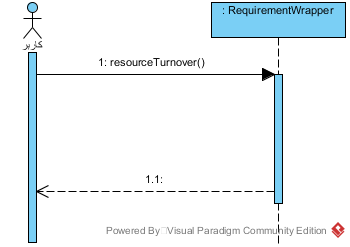 : RequirementWrapper
کاربر
1: resourceTurnover()
1.1:
Powered By Visual Paradigm Community Edition